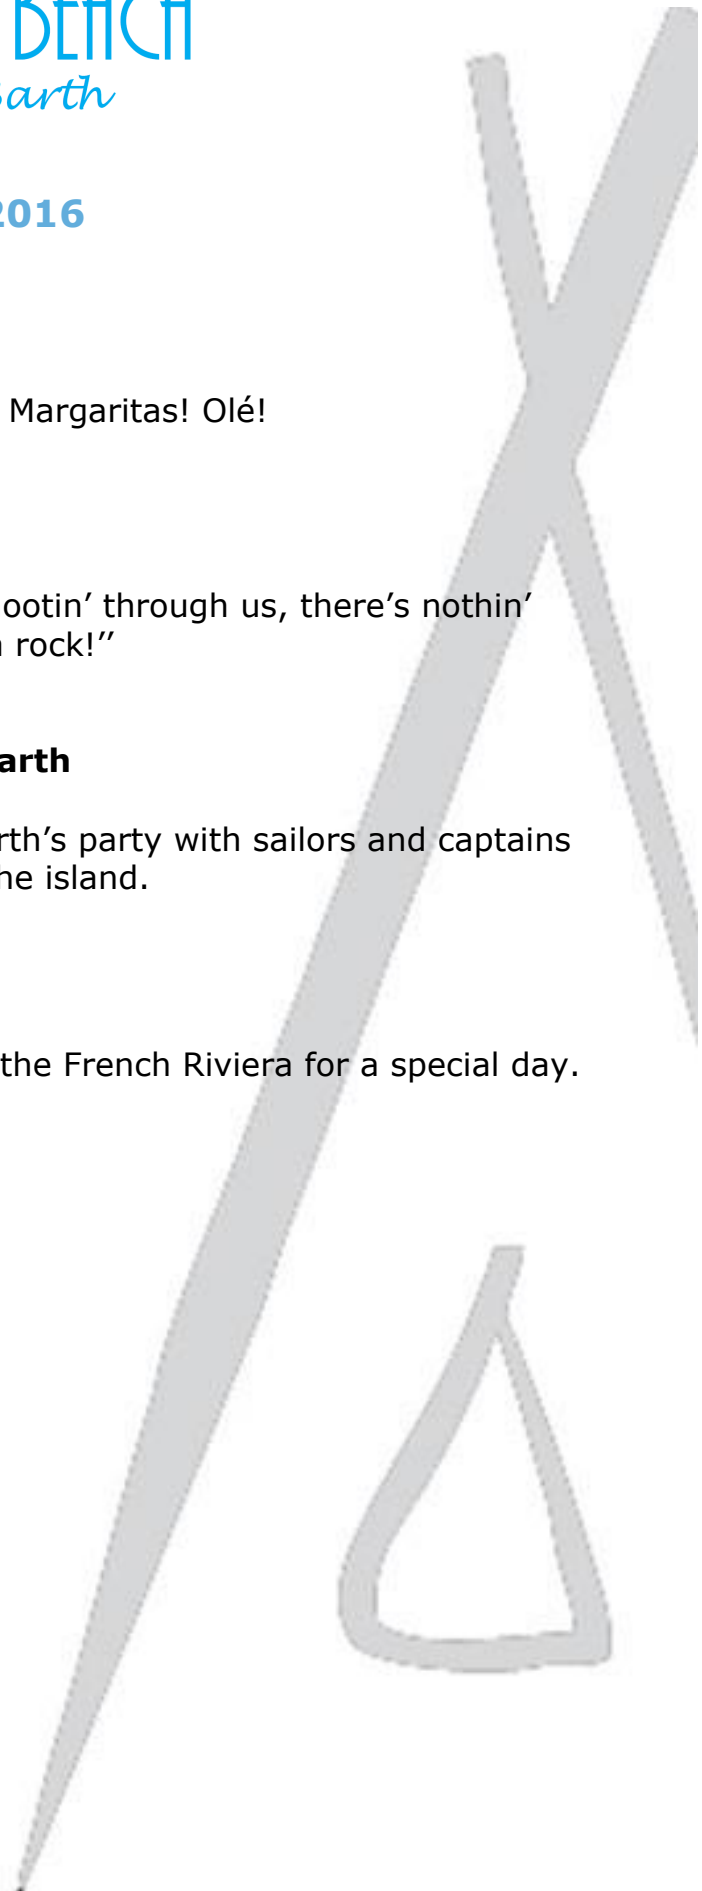 BEACH
Barth
2016
Margaritas! Olé!
ootin’ through us, there’s nothin’
rock!’’
arth
rth’s party with sailors and captains
he island.
the French Riviera for a special day.